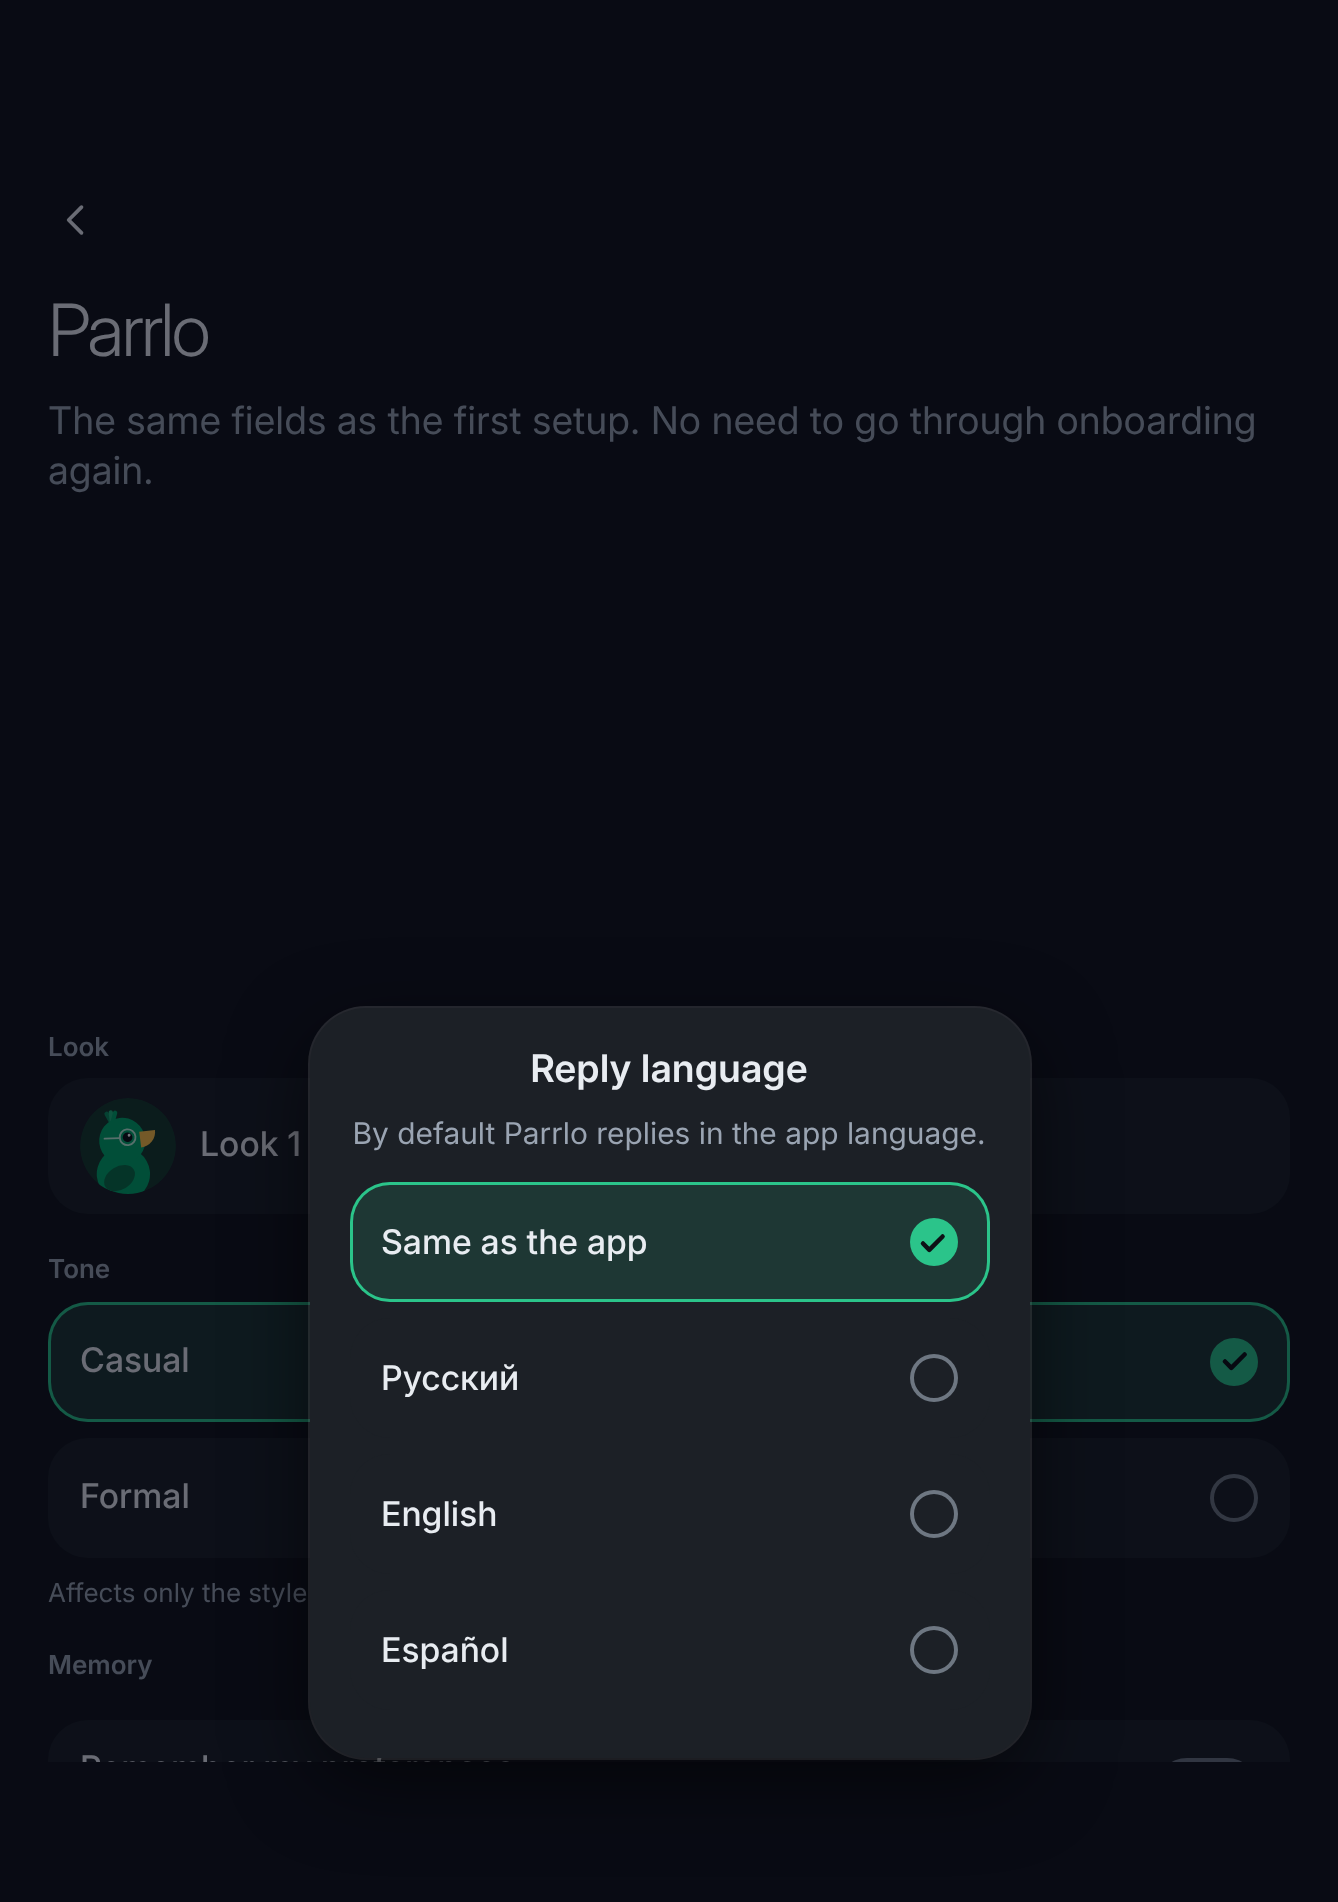 Parrlo
The same fields as the first setup. No need to go through onboarding
again.
Look
Look 1
Tone
Casual
Formal
Affects only the style
Memory
Reply language
By default Parrlo replies in the app language.
Same as the app
Русский
English
Español